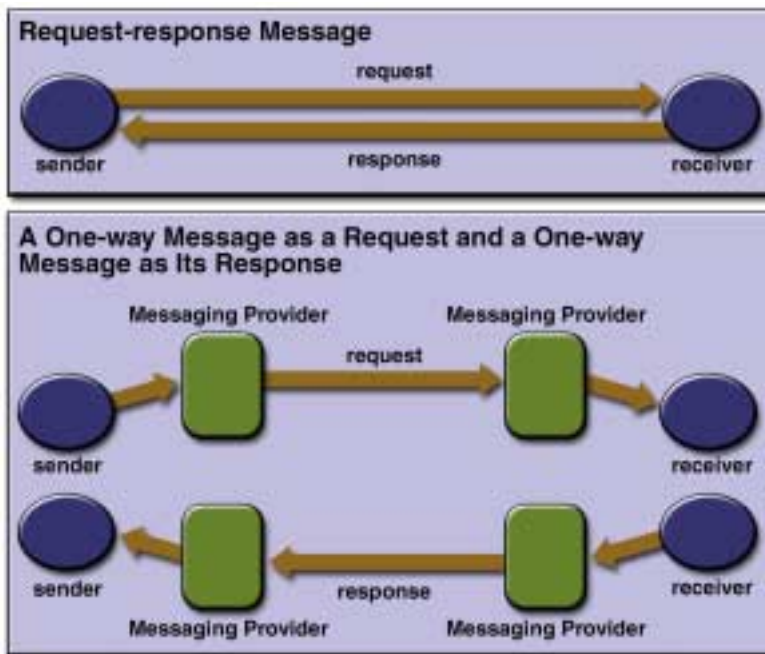 Request-response Message
request
sender
response
receiver
A One-way Message as a Request and a One-way
Message as Its Response
Messaging Provider
Messaging Provider
request
sender
receiver
sender
response
receiver
Messaging Provider
Messaging Provider